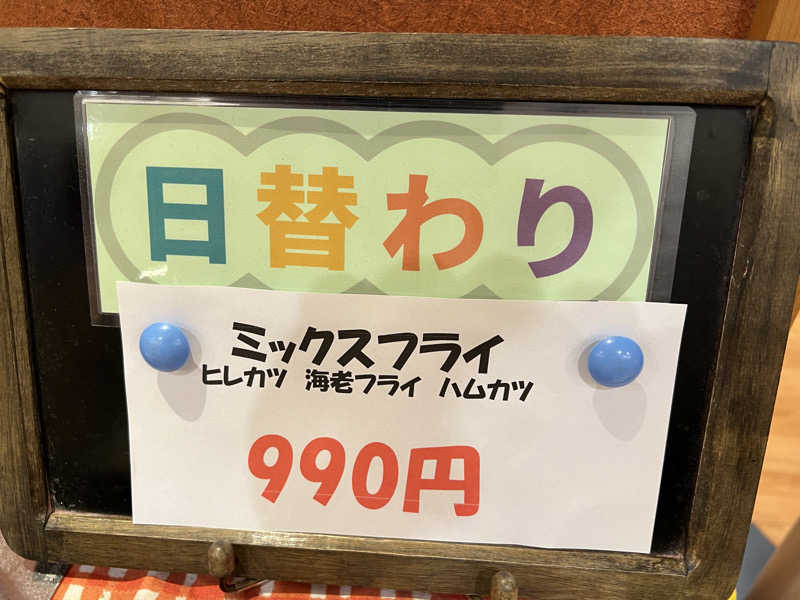 日替わり
ミックスフライ
ヒレカツ 海老フライ ハムカツ
990円